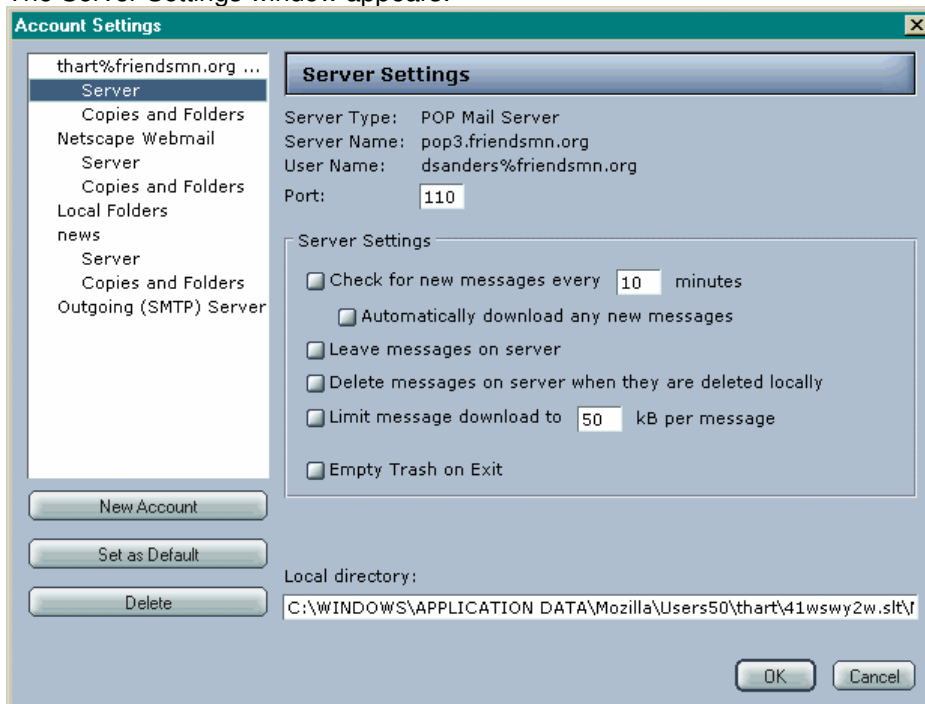 The Server Settings window appears.
Account Settings
thart%friendsmn.org ...
Server
Copies and Folders
Netscape Webmail
Server
Copies and Folders
Local Folders
news
Server
Copies and Folders
Outgoing (SMTP) Server
New Account
Set as Default
Delete
Server Settings
Server Type: POP Mail Server
Server Name: pop3.friendsmn.org
User Name: dsanders%friendsmn.org
Port: 110
Server Settings
Check for new messages every 10 minutes
Automatically download any new messages
Leave messages on server
Delete messages on server when they are deleted locally
Limit message download to 50 kB per message
Empty Trash on Exit
Local directory:
C:\WINDOWS\APPLICATION DATA\Mozilla\Users50\thart\41wswy2w.slt\
OK Cancel